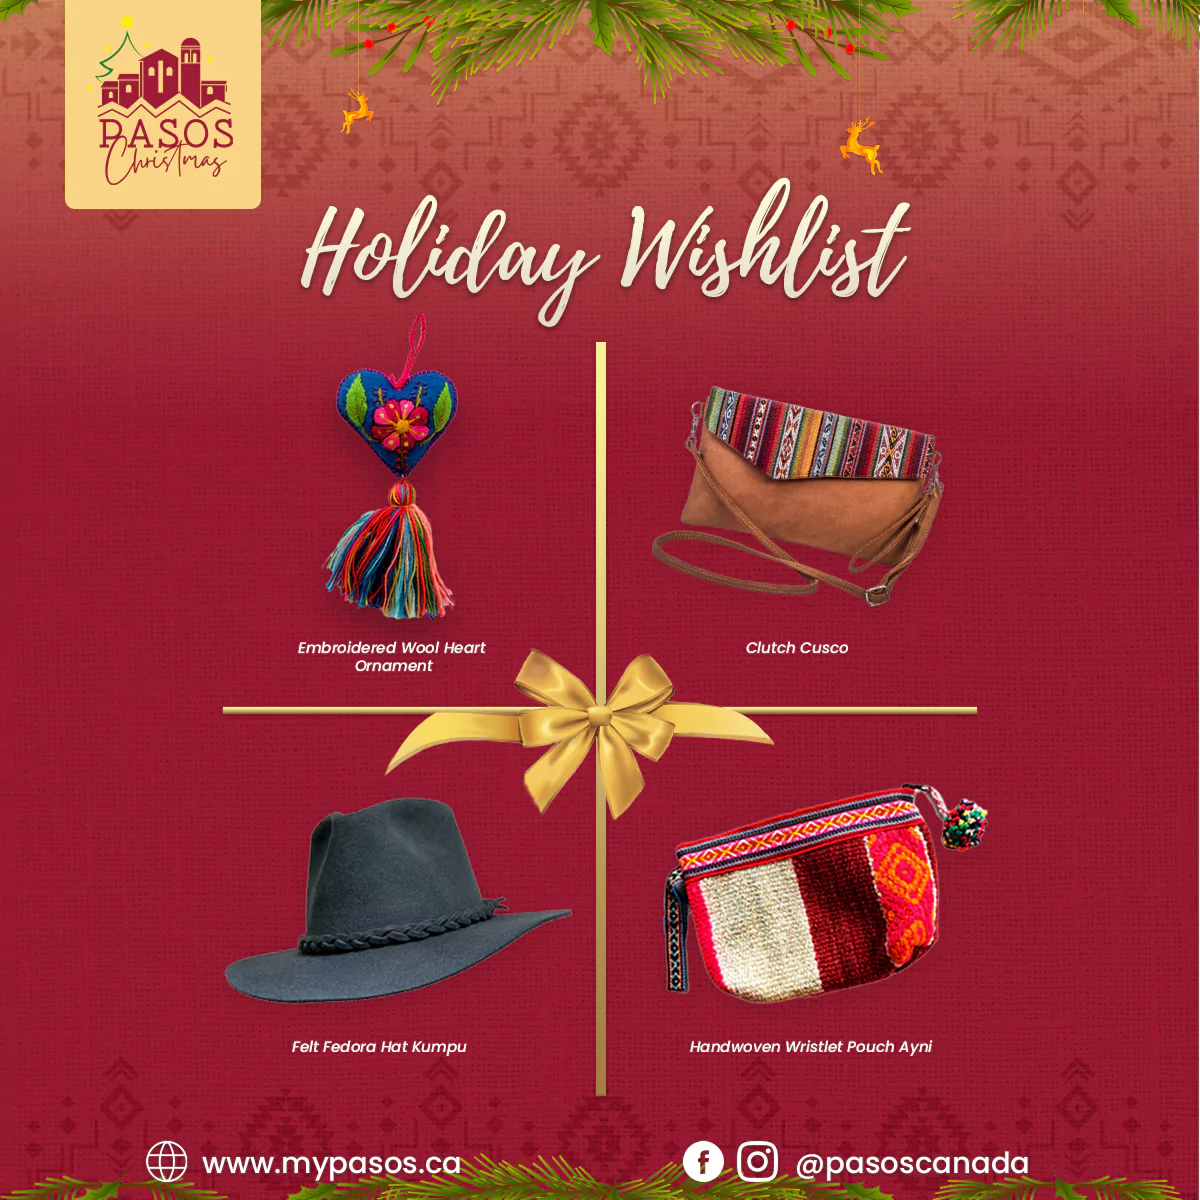 PASOS
Christmas
Holiday Wishlist
Embroidered Wool Heart
Ornament
Clutch Cusco
Felt Fedora Hat Kumpu
Handwoven Wristlet Pouch Ayni
www.mypasos.ca
@pasoscanada